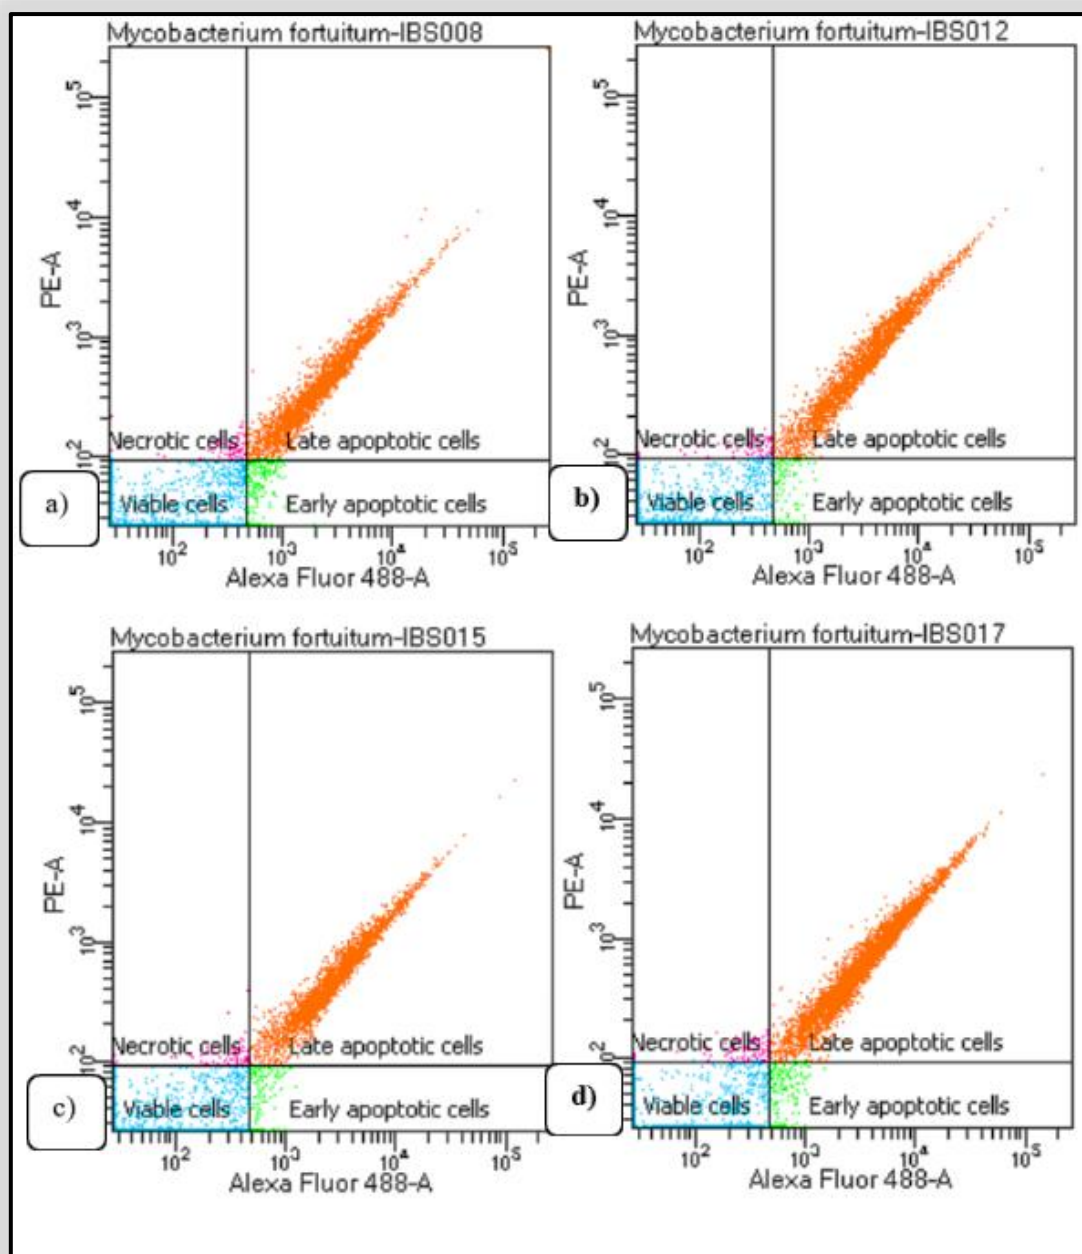 Mycobacterium fortuitum-IBS008
10^5
10^4
PE-A
10^3
10^2
Necrotic cells
Late apoptotic cells
a)
Viable cells
Early apoptotic cells
10^2 10^3 10^4 10^5
Alexa Fluor 488-A
Mycobacterium fortuitum-IBS012
10^5
10^4
PE-A
10^3
10^2
Necrotic cells
Late apoptotic cells
b)
Viable cells
Early apoptotic cells
10^2 10^3 10^4 10^5
Alexa Fluor 488-A
Mycobacterium fortuitum-IBS015
10^5
10^4
PE-A
10^3
10^2
Necrotic cells
Late apoptotic cells
c)
Viable cells
Early apoptotic cells
10^2 10^3 10^4 10^5
Alexa Fluor 488-A
Mycobacterium fortuitum-IBS017
10^5
10^4
PE-A
10^3
10^2
Necrotic cells
Late apoptotic cells
d)
Viable cells
Early apoptotic cells
10^2 10^3 10^4 10^5
Alexa Fluor 488-A